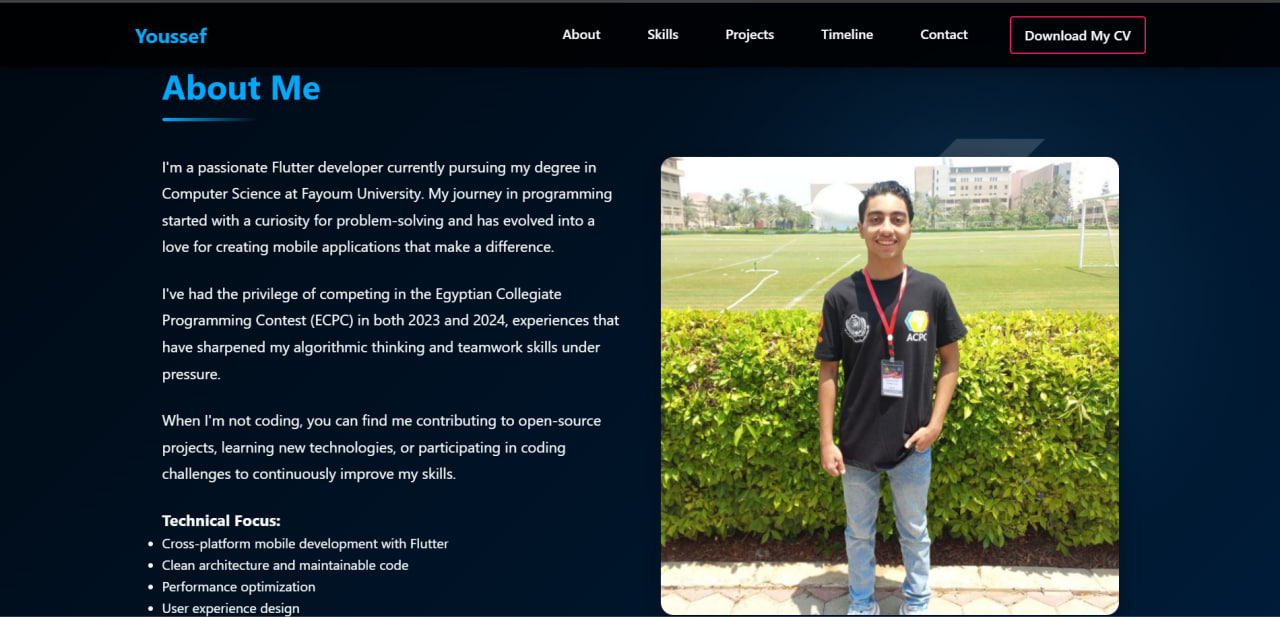 Youssef
About
Skills
Projects
Timeline
Contact
Download My CV
About Me
I'm a passionate Flutter developer currently pursuing my degree in
Computer Science at Fayoum University. My journey in programming
started with a curiosity for problem-solving and has evolved into a
love for creating mobile applications that make a difference.
I've had the privilege of competing in the Egyptian Collegiate
Programming Contest (ECPC) in both 2023 and 2024, experiences that
have sharpened my algorithmic thinking and teamwork skills under
pressure.
When I'm not coding, you can find me contributing to open-source
projects, learning new technologies, or participating in coding
challenges to continuously improve my skills.
Technical Focus:
• Cross-platform mobile development with Flutter
• Clean architecture and maintainable code
• Performance optimization
• User experience design
ACPC